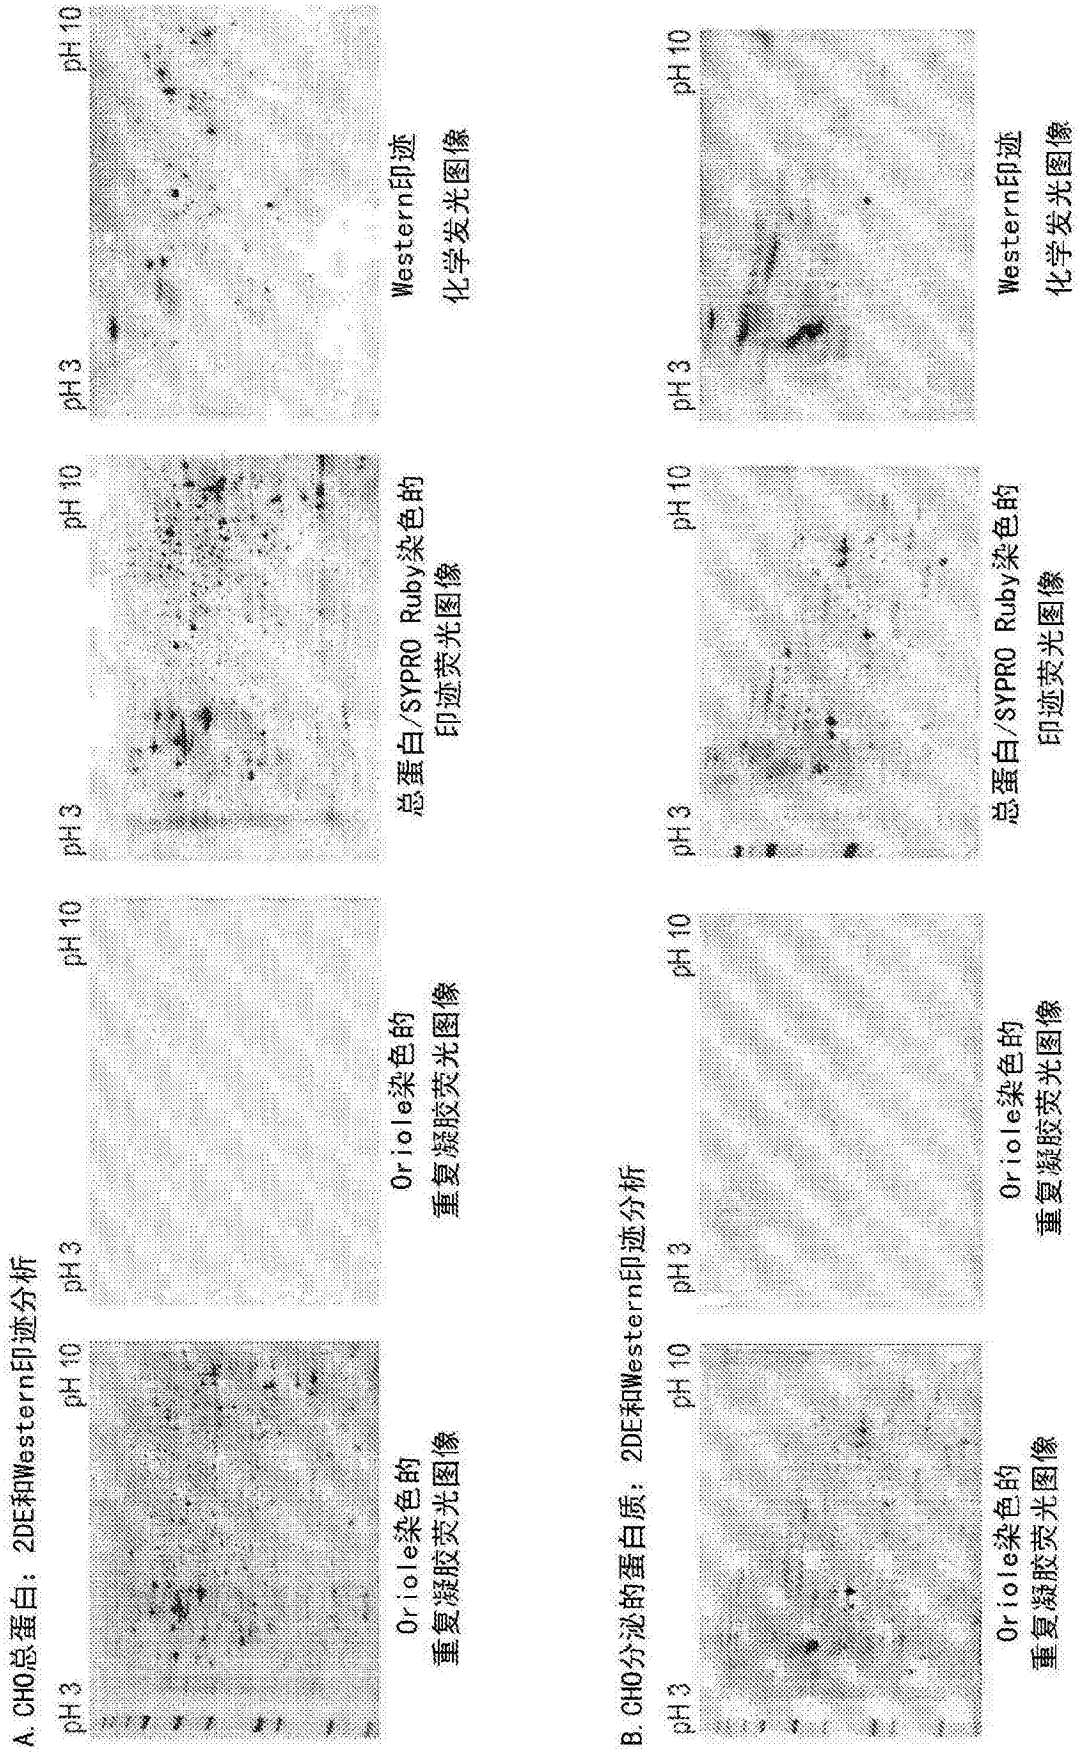 A. CHO总蛋白： 2DE和Western印迹分析
pH 3
pH 10
Oriole染色的
重复凝胶荧光图像
pH 3
pH 10
Oriole染色的
重复凝胶荧光图像
pH 3
pH 10
总蛋白/SYPRO Ruby染色的
印迹荧光图像
pH 3
pH 10
Western印迹
化学发光图像
B. CHO分泌的蛋白质； 2DE和Western印迹分析
pH 3
pH 10
Oriole染色的
重复凝胶荧光图像
pH 3
pH 10
Oriole染色的
重复凝胶荧光图像
pH 3
pH 10
总蛋白/SYPRO Ruby染色的
印迹荧光图像
pH 3
pH 10
Western印迹
化学发光图像